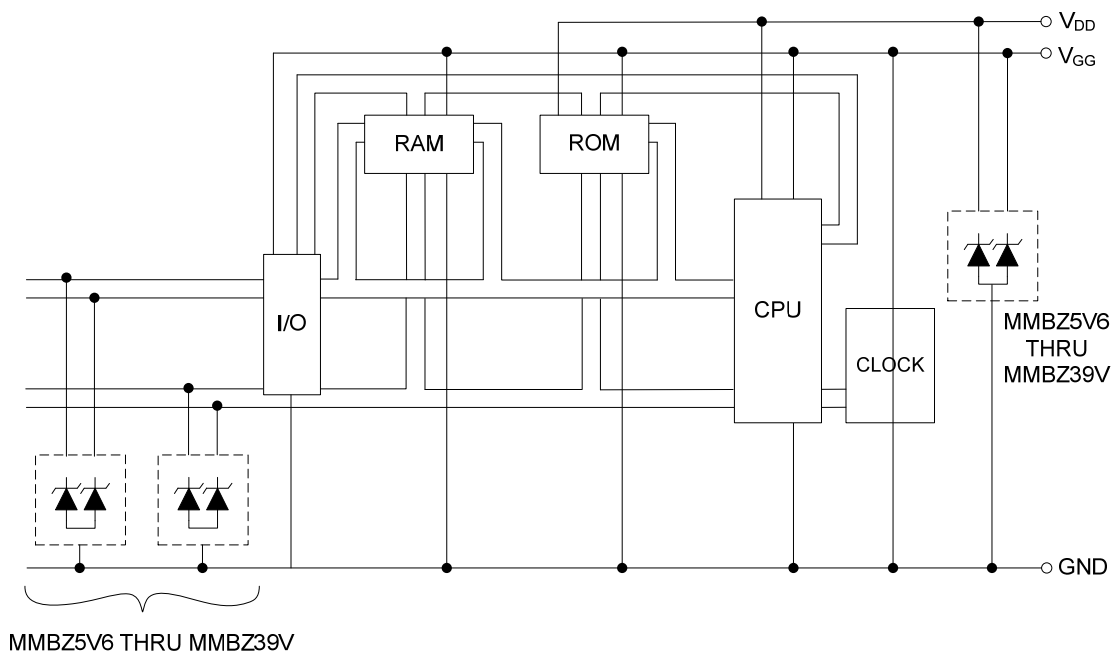 VDD
VGG
RAM
ROM
CPU
I/O
CLOCK
MMBZ5V6
THRU
MMBZ39V
GND
MMBZ5V6 THRU MMBZ39V